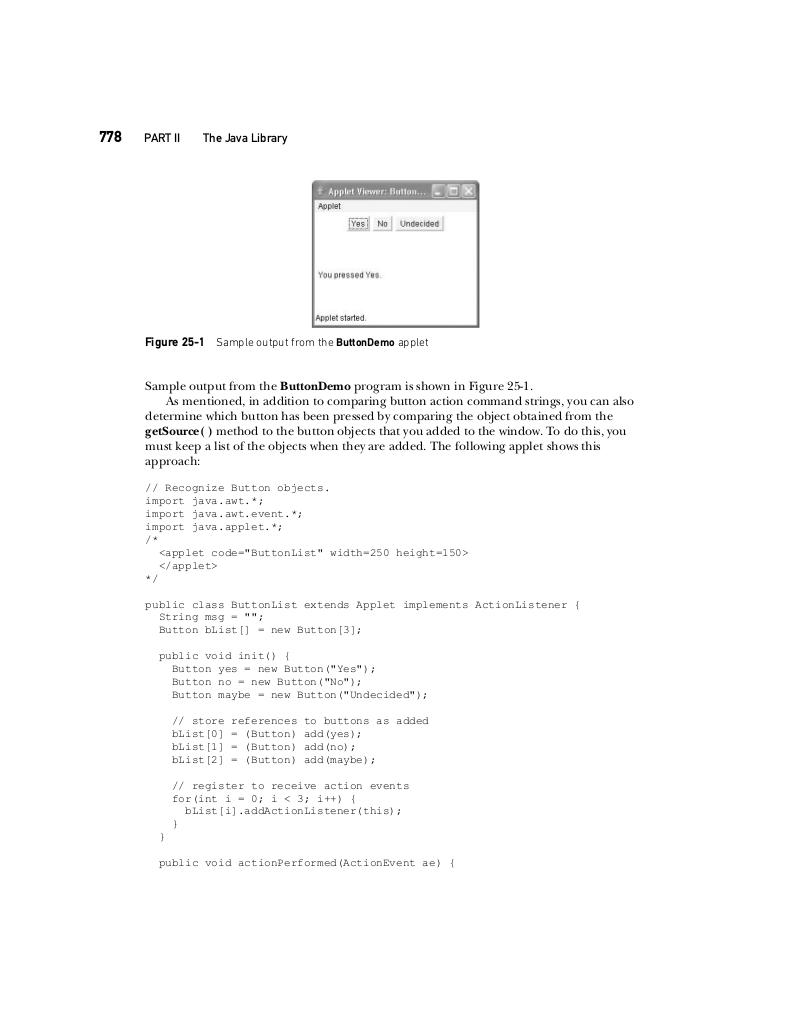 778 PART II The Java Library
Applet Viewer: Button...
Applet
Yes No Undecided
You pressed Yes.
Applet started.
Figure 25-1 Sample output from the ButtonDemo applet
Sample output from the ButtonDemo program is shown in Figure 25-1.
As mentioned, in addition to comparing button action command strings, you can also
determine which button has been pressed by comparing the object obtained from the
getSource( ) method to the button objects that you added to the window. To do this, you
must keep a list of the objects when they are added. The following applet shows this
approach:
// Recognize Button objects.
import java.awt.*;
import java.awt.event.*;
import java.applet.*;
/*
  <applet code="ButtonList" width=250 height=150>
  </applet>
*/
public class ButtonList extends Applet implements ActionListener {
  String msg = "";
  Button bList[] = new Button[3];
  public void init() {
    Button yes = new Button("Yes");
    Button no = new Button("No");
    Button maybe = new Button("Undecided");
    // store references to buttons as added
    bList[0] = (Button) add(yes);
    bList[1] = (Button) add(no);
    bList[2] = (Button) add(maybe);
    // register to receive action events
    for(int i = 0; i < 3; i++) {
      bList[i].addActionListener(this);
    }
  }
  public void actionPerformed(ActionEvent ae) {